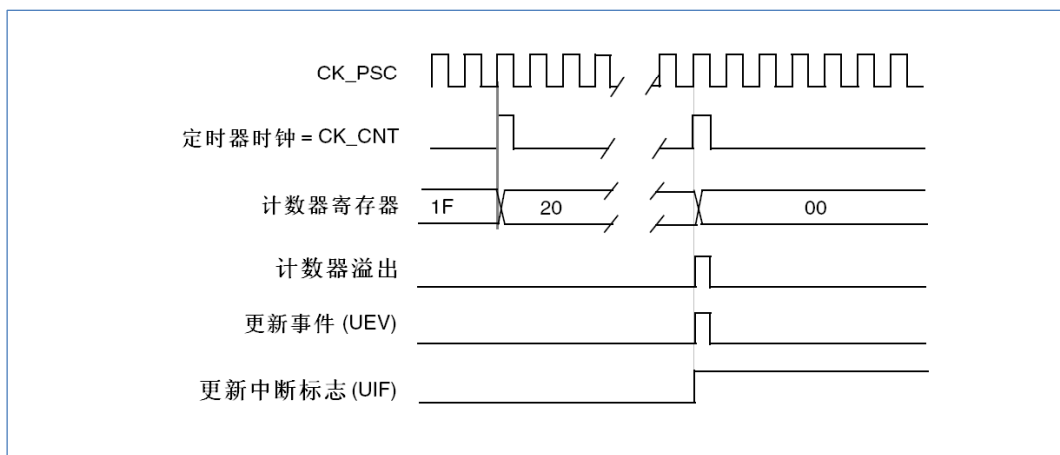 CK_PSC
定时器时钟 = CK_CNT
计数器寄存器 1F 20 00
计数器溢出
更新事件 (UEV)
更新中断标志 (UIF)